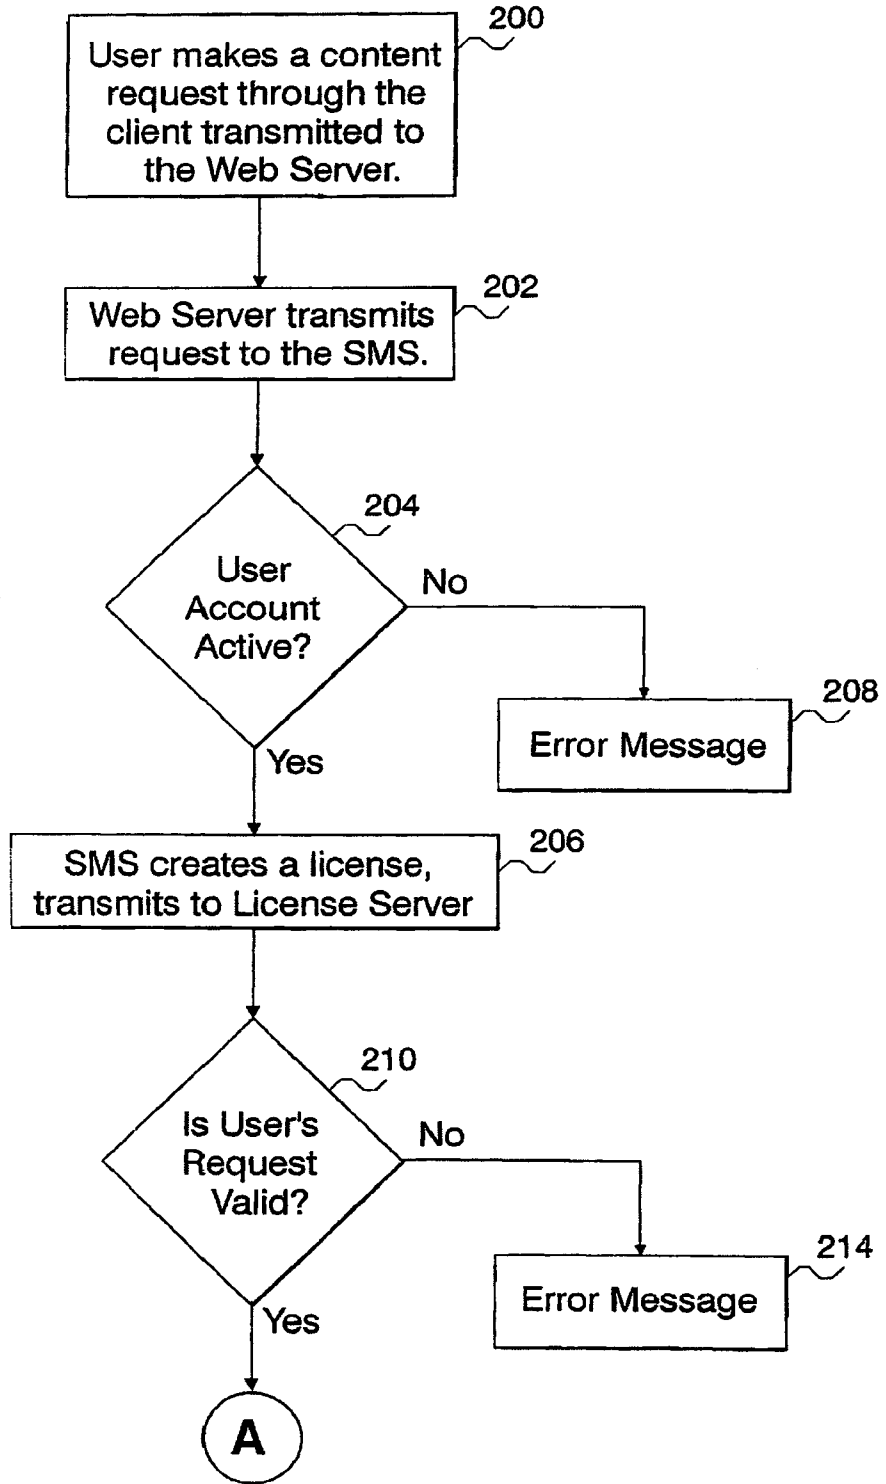 200
User makes a content
request through the
client transmitted to
the Web Server.
202
Web Server transmits
request to the SMS.
204
User
Account
Active?
No
208
Error Message
Yes
206
SMS creates a license,
transmits to License Server
210
Is User's
Request
Valid?
No
214
Error Message
Yes
A